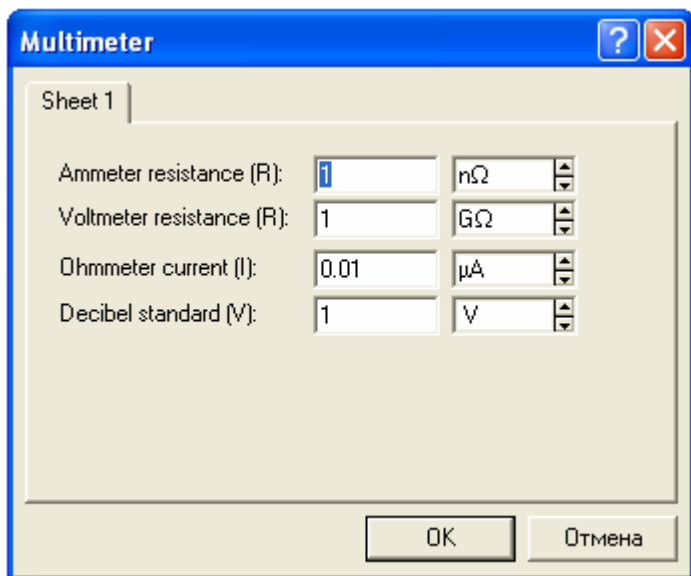 Multimeter
Sheet 1
Ammeter resistance (R): 1 nΩ
Voltmeter resistance (R): 1 GΩ
Ohmmeter current (I): 0.01 µA
Decibel standard (V): 1 V
OK Отмена